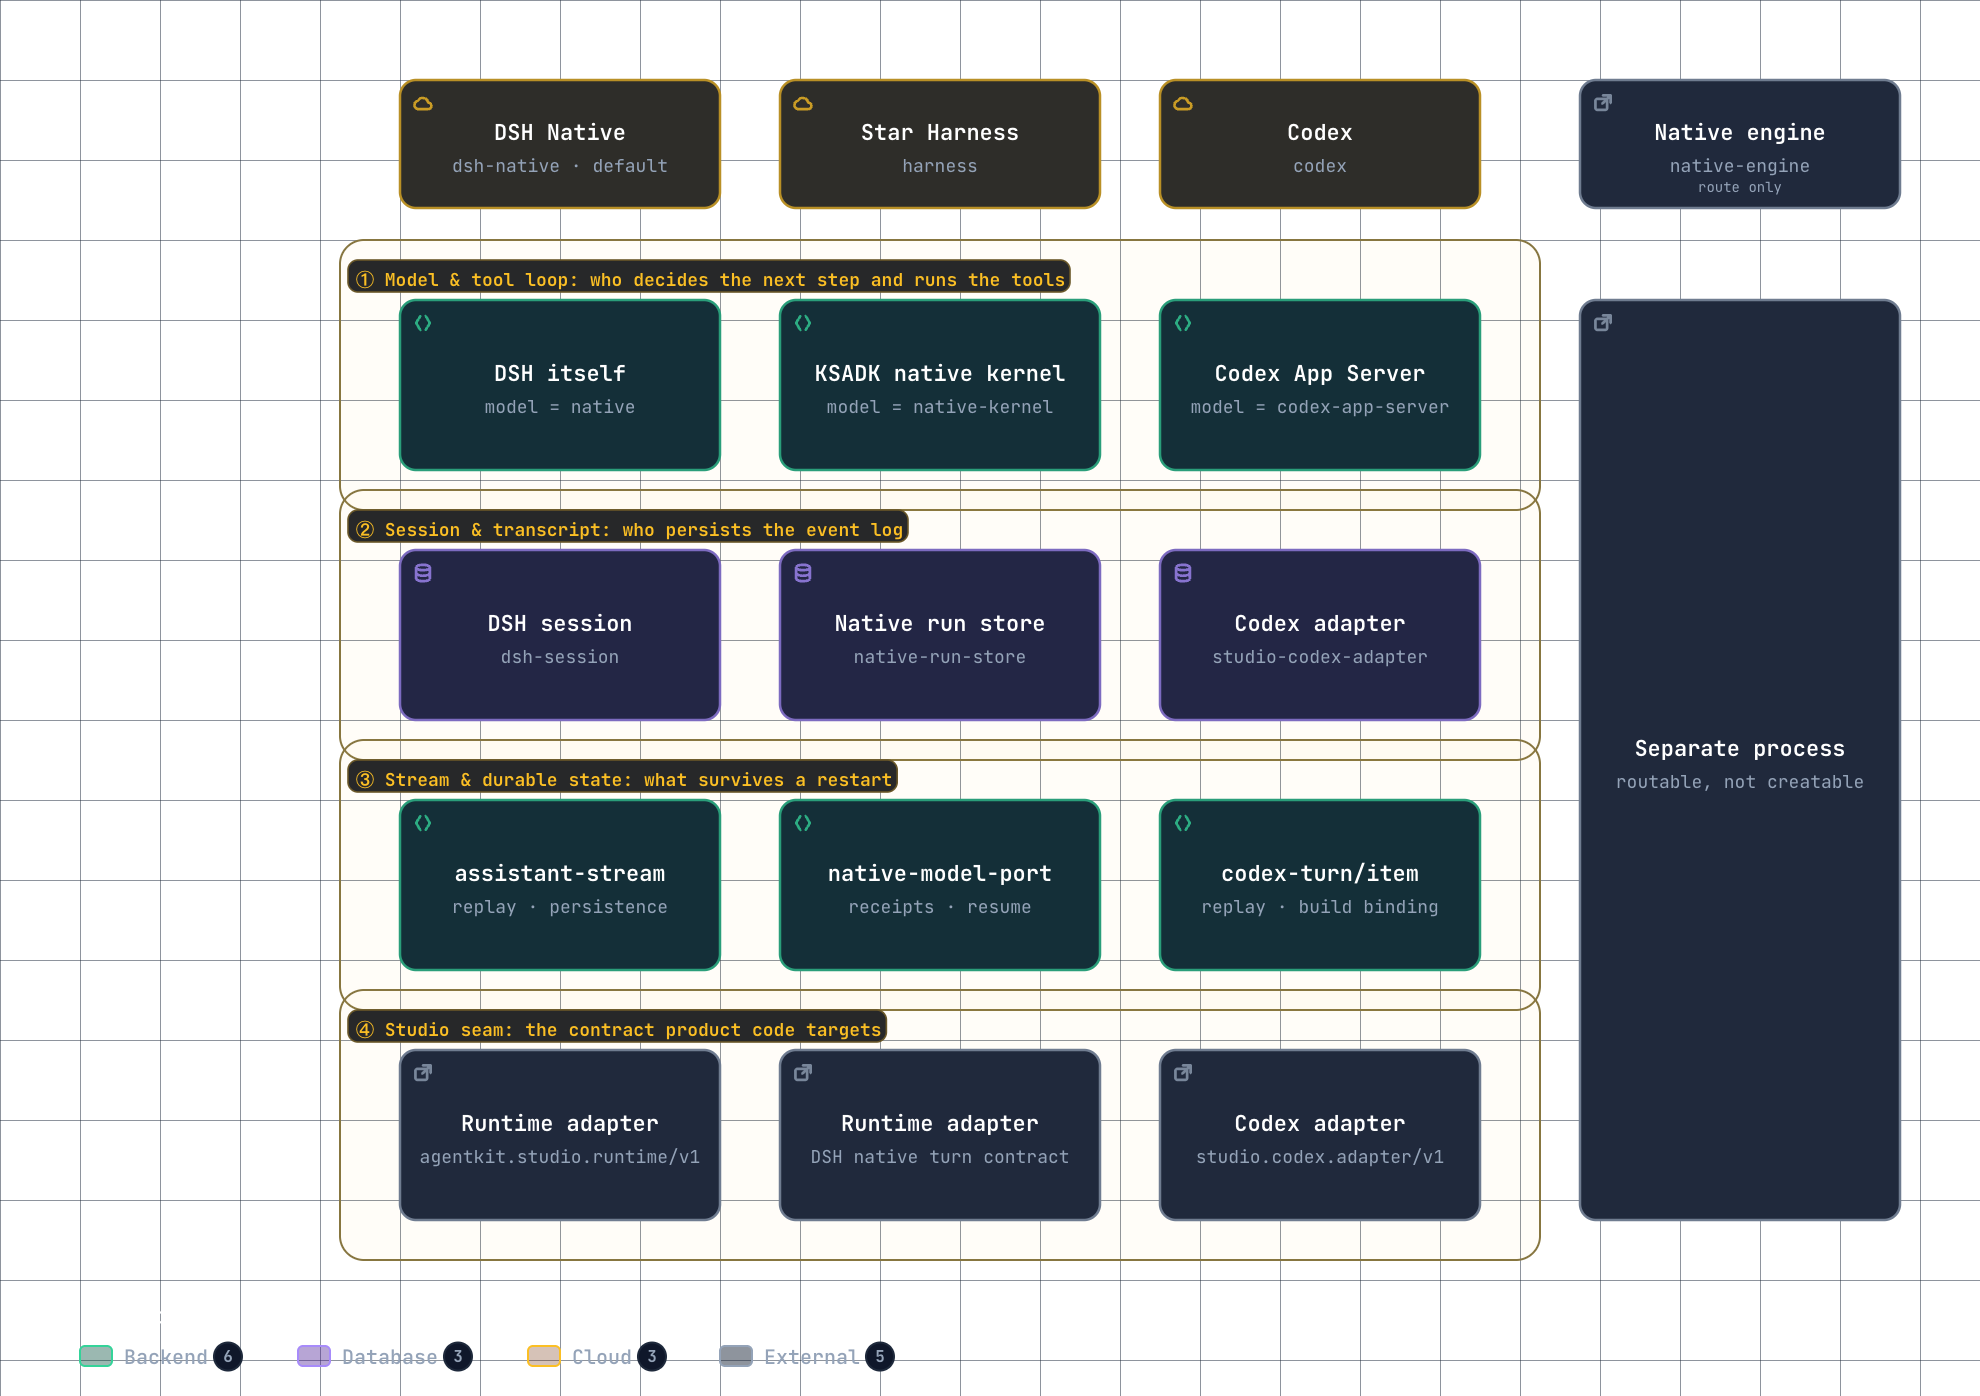 DSH Native
dsh-native · default
Star Harness
harness
Codex
codex
Native engine
native-engine
route only
① Model & tool loop: who decides the next step and runs the tools
DSH itself
model = native
KSADK native kernel
model = native-kernel
Codex App Server
model = codex-app-server
② Session & transcript: who persists the event log
DSH session
dsh-session
Native run store
native-run-store
Codex adapter
studio-codex-adapter
Separate process
routable, not creatable
③ Stream & durable state: what survives a restart
assistant-stream
replay · persistence
native-model-port
receipts · resume
codex-turn/item
replay · build binding
④ Studio seam: the contract product code targets
Runtime adapter
agentkit.studio.runtime/v1
Runtime adapter
DSH native turn contract
Codex adapter
studio.codex.adapter/v1
Backend 6
Database 3
Cloud 3
External 5